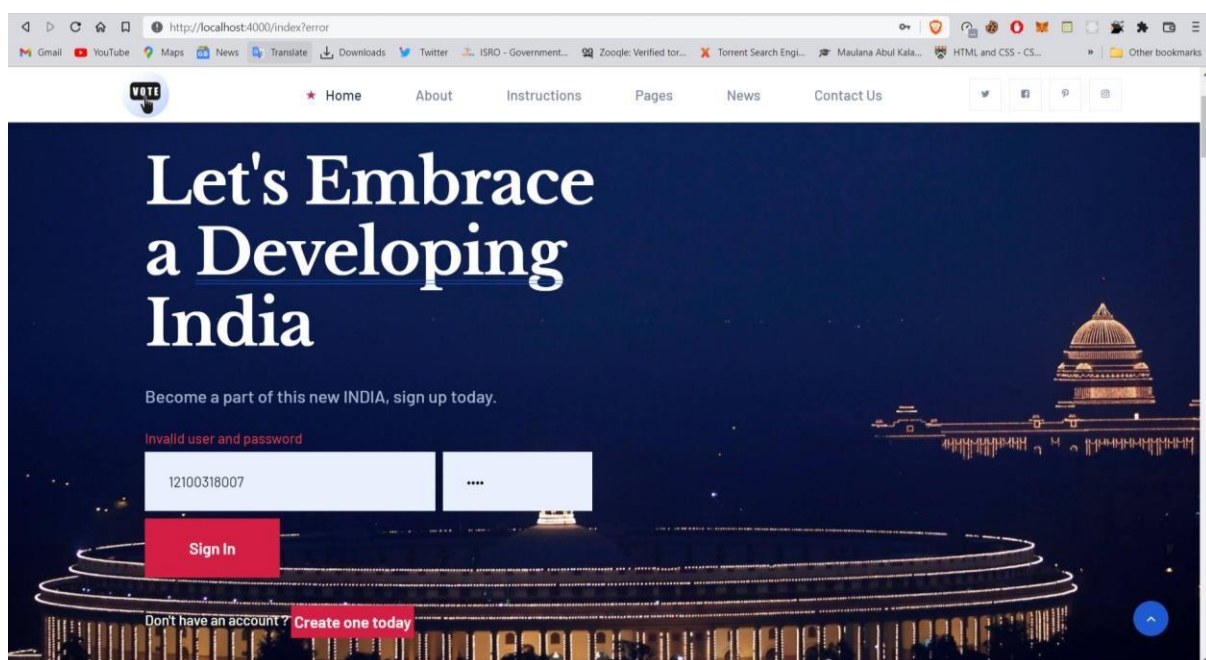 http://localhost:4000/index?error
Gmail YouTube Maps News Translate Downloads Twitter ISRO - Government... Zooqle: Verified tor... Torrent Search Engi... Maulana Abul Kala... HTML and CSS - CS... » Other bookmarks
VOTE Home About Instructions Pages News Contact Us
Let's Embrace
a Developing
India
Become a part of this new INDIA, sign up today.
Invalid user and password
12100318007 ••••
Sign In
Don't have an account ? Create one today